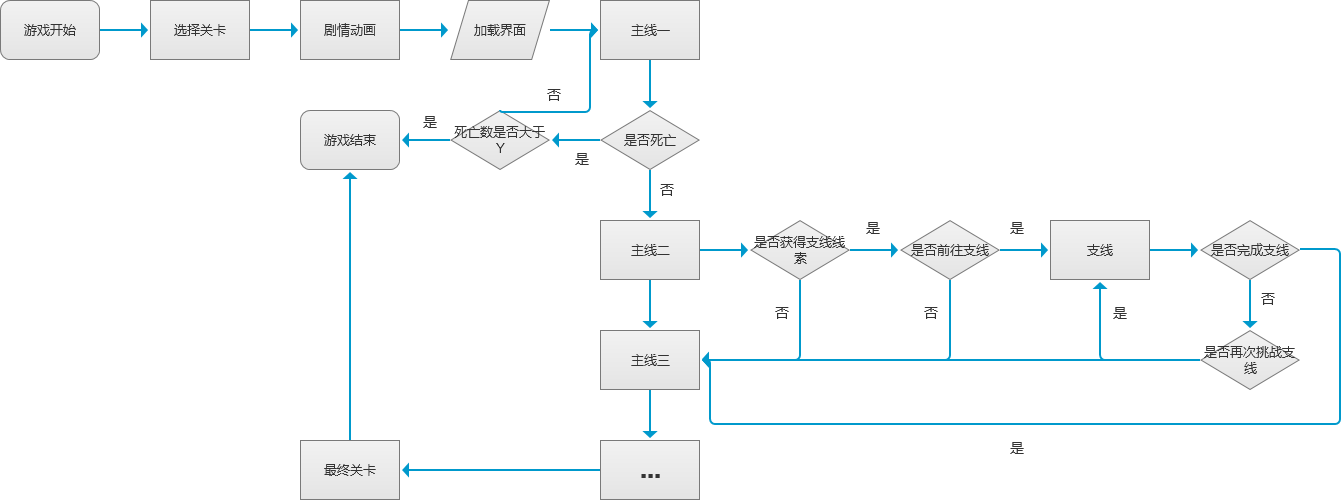 游戏开始
选择关卡
剧情动画
加载界面
主线一
否
游戏结束
是
死亡数是否大于
Y
是
是否死亡
否
主线二
是否获得支线线
索
是
是否前往支线
是
支线
是否完成支线
否
否
是
否
主线三
是否再次挑战支
线
是
最终关卡
...